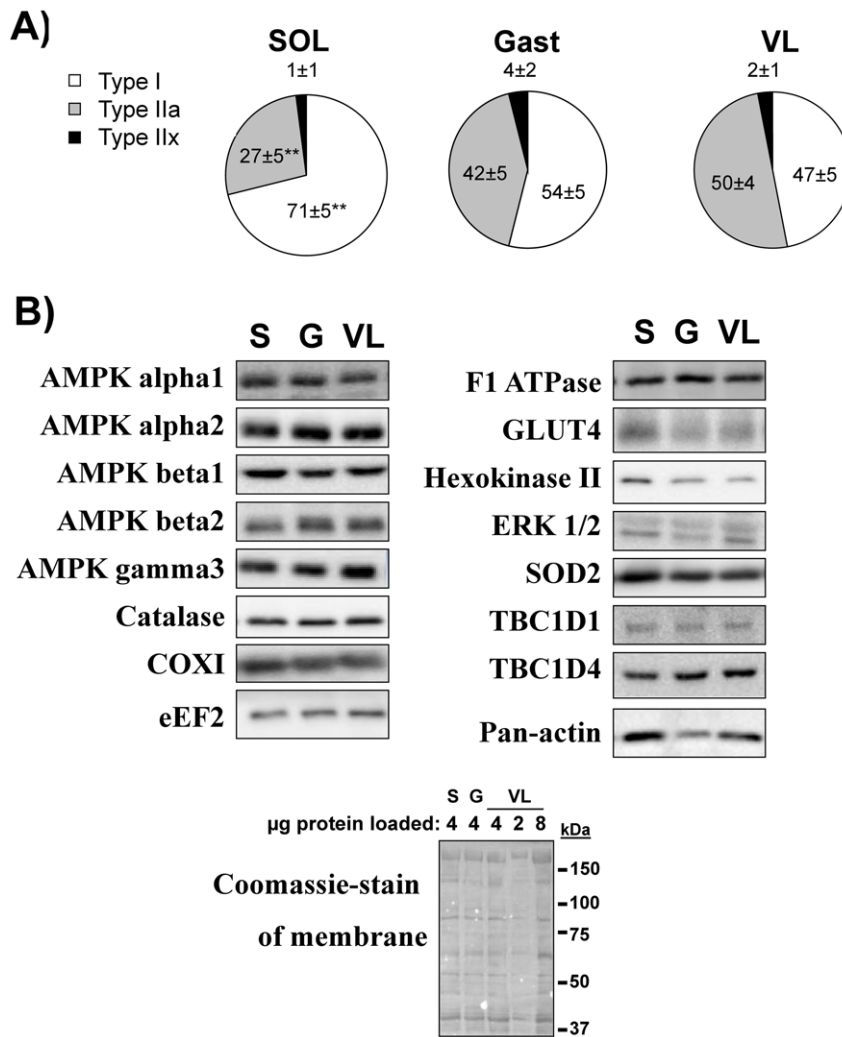 A)
SOL
Gast
VL
1±1
4±2
2±1
Type I
Type IIa
Type IIx
27±5**
71±5**
42±5
54±5
50±4
47±5
B)
S G VL
AMPK alpha1
AMPK alpha2
AMPK beta1
AMPK beta2
AMPK gamma3
Catalase
COXI
eEF2
S G VL
F1 ATPase
GLUT4
Hexokinase II
ERK 1/2
SOD2
TBC1D1
TBC1D4
Pan-actin
S G VL
µg protein loaded: 4 4 4 2 8 kDa
Coomassie-stain
of membrane
150
100
75
50
37